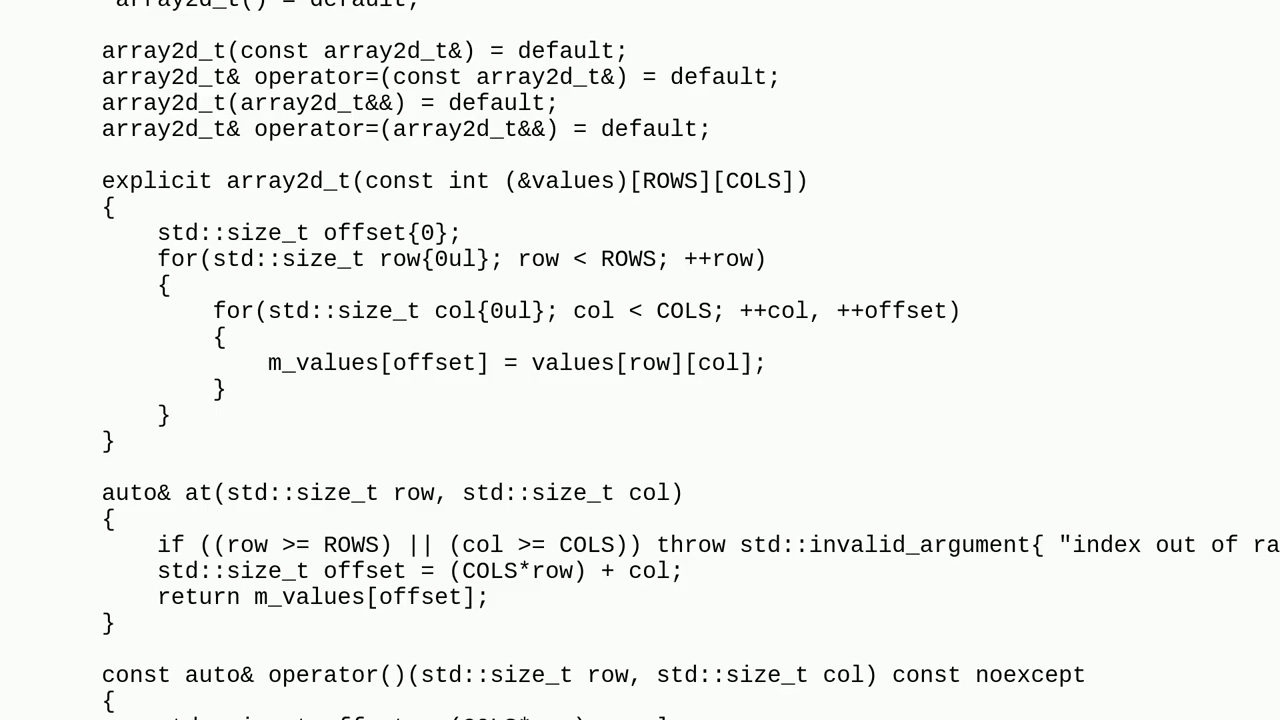 array2d_t() = default;
array2d_t(const array2d_t&) = default;
array2d_t& operator=(const array2d_t&) = default;
array2d_t(array2d_t&&) = default;
array2d_t& operator=(array2d_t&&) = default;
explicit array2d_t(const int (&values)[ROWS][COLS])
{
std::size_t offset{0};
for(std::size_t row{0ul}; row < ROWS; ++row)
{
for(std::size_t col{0ul}; col < COLS; ++col, ++offset)
{
m_values[offset] = values[row][col];
}
}
}
auto& at(std::size_t row, std::size_t col)
{
if ((row >= ROWS) || (col >= COLS)) throw std::invalid_argument{ "index out of ra
std::size_t offset = (COLS*row) + col;
return m_values[offset];
}
const auto& operator()(std::size_t row, std::size_t col) const noexcept
{